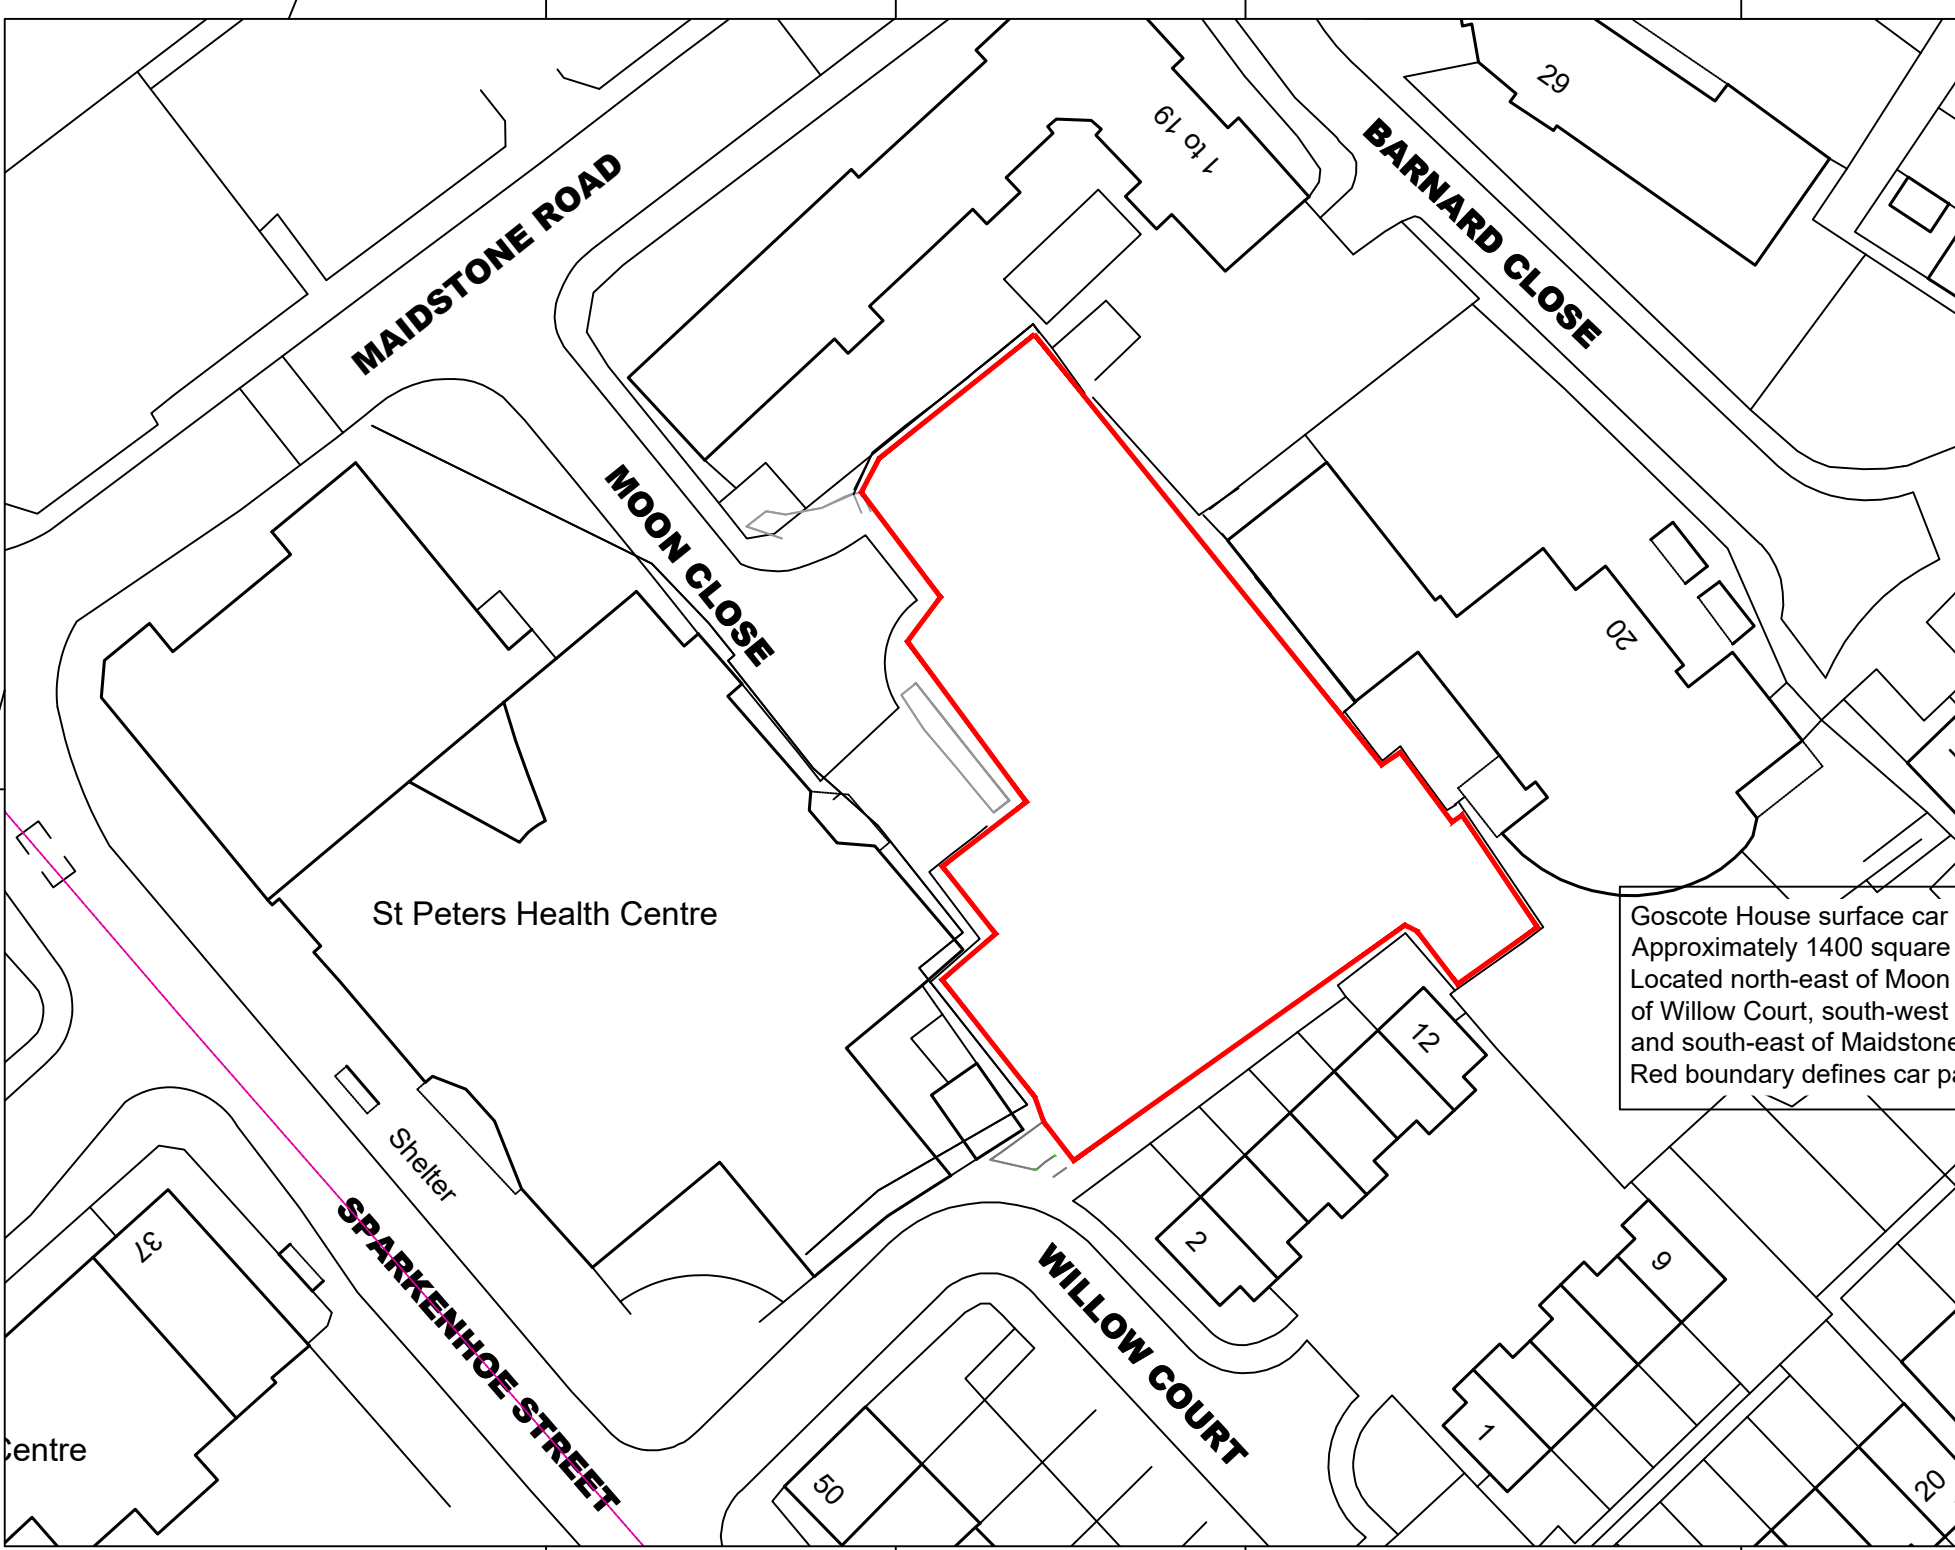 29
1 to 19
BARNARD CLOSE
MAIDSTONE ROAD
MOON CLOSE
20
St Peters Health Centre
Goscote House surface car
Approximately 1400 square
Located north-east of Moon
of Willow Court, south-west
and south-east of Maidstone
Red boundary defines car pa
12
Shelter
2
37
SPARKENHOE STREET
WILLOW COURT
9
1
Centre
50
20